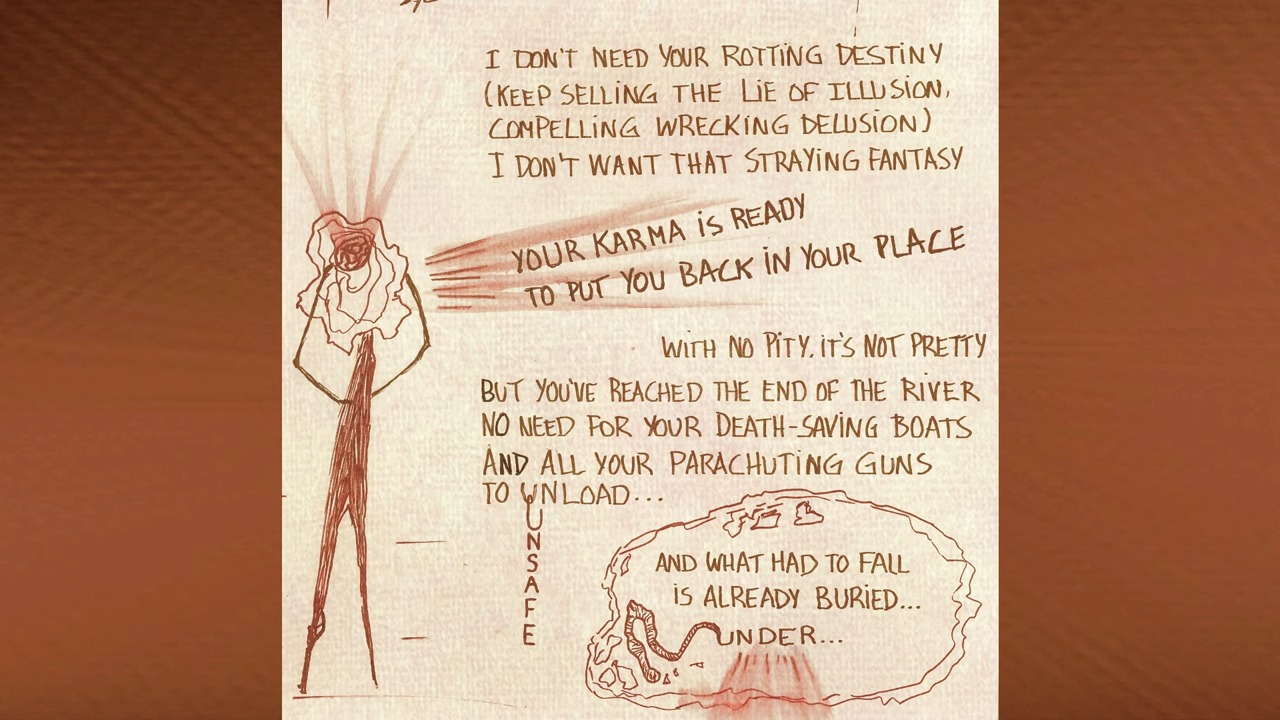 I DON'T NEED YOUR ROTTING DESTINY
(KEEP SELLING THE LIE OF ILLUSION,
COMPELLING WRECKING DELUSION)
I DON'T WANT THAT STRAYING FANTASY
YOUR KARMA IS READY
TO PUT YOU BACK IN YOUR PLACE
WITH NO PITY. IT'S NOT PRETTY
BUT YOU'VE REACHED THE END OF THE RIVER
NO NEED FOR YOUR DEATH-SAVING BOATS
AND ALL YOUR PARACHUTING GUNS
TO UNLOAD...
UNSAFE
AND WHAT HAD TO FALL
IS ALREADY BURIED...
UNDER...